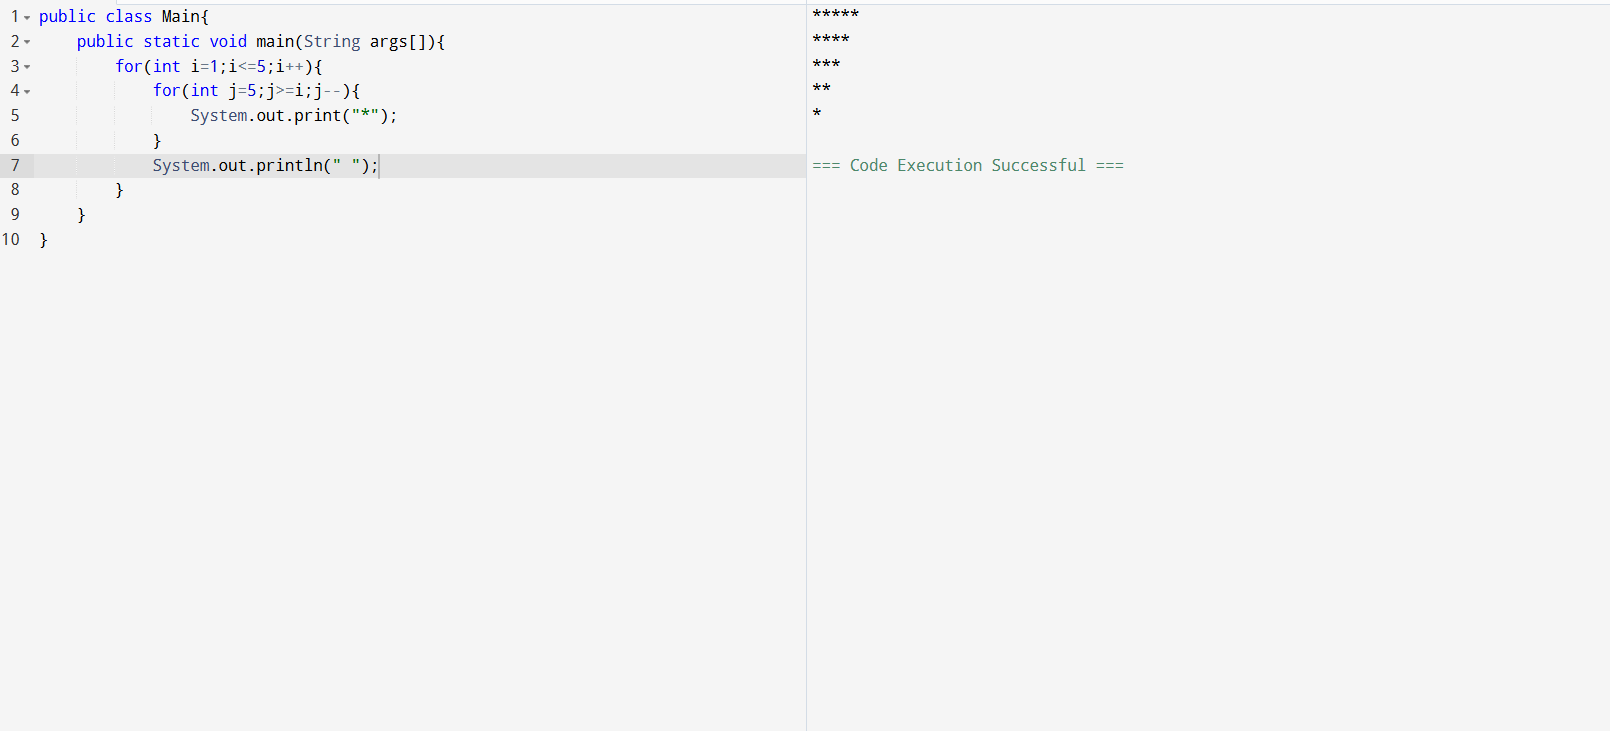 1 public class Main{
2     public static void main(String args[]){
3         for(int i=1;i<=5;i++){
4             for(int j=5;j>=i;j--){
5                 System.out.print("*");
6             }
7             System.out.println(" ");
8         }
9     }
10 }
*****
****
***
**
*
=== Code Execution Successful ===